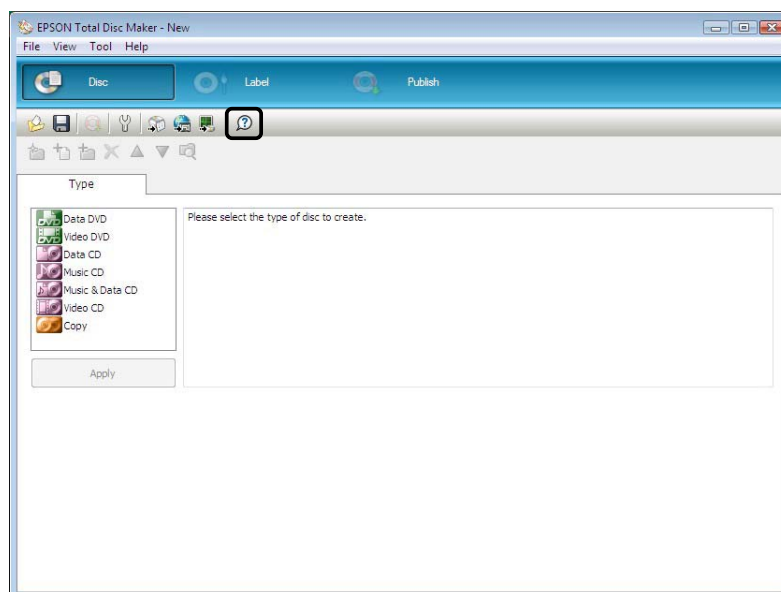 EPSON Total Disc Maker - New
File View Tool Help
Disc Label Publish
Type
Data DVD
Video DVD
Data CD
Music CD
Music & Data CD
Video CD
Copy
Please select the type of disc to create.
Apply